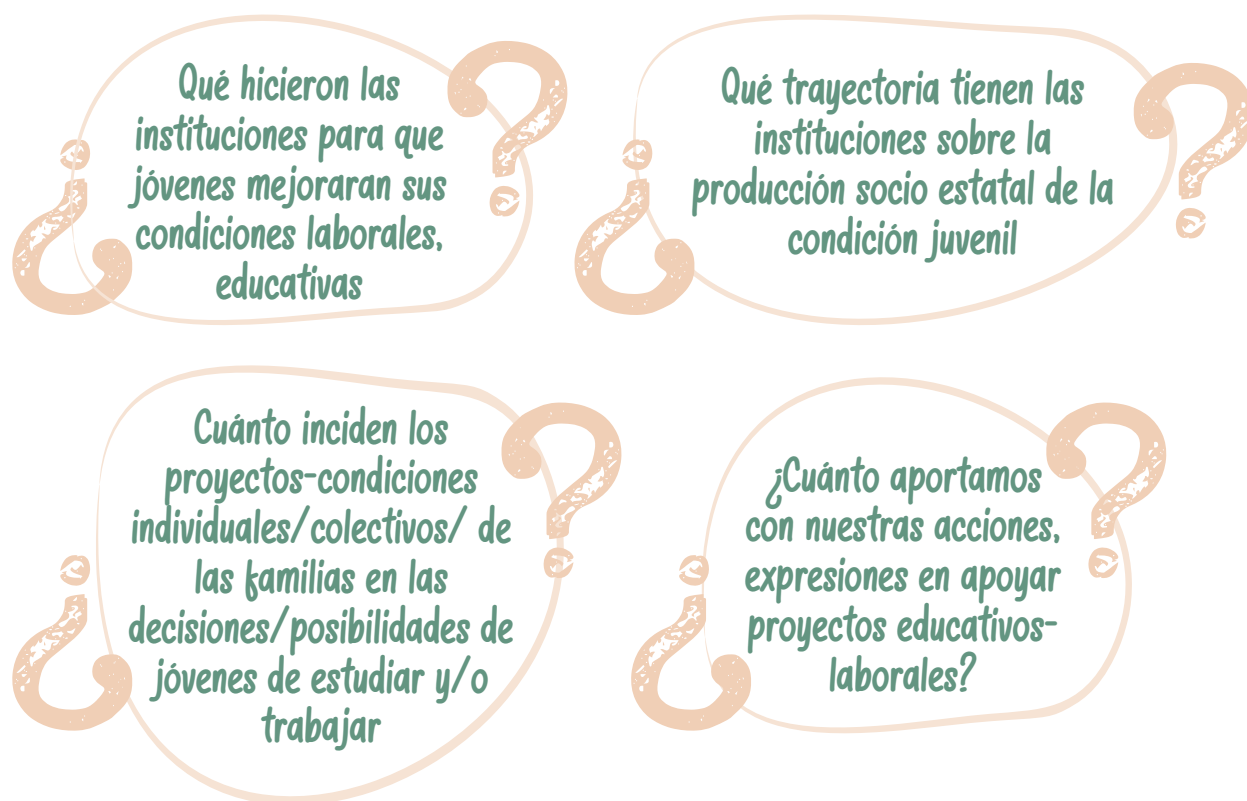 Qué hicieron las
instituciones para que
jóvenes mejoraran sus
condiciones laborales,
educativas
Qué trayectoria tienen las
instituciones sobre la
producción socio estatal de la
condición juvenil
Cuánto inciden los
proyectos-condiciones
individuales/colectivos/ de
las familias en las
decisiones/posibilidades de
jóvenes de estudiar y/o
trabajar
¿Cuánto aportamos
con nuestras acciones,
expresiones en apoyar
proyectos educativos-
laborales?